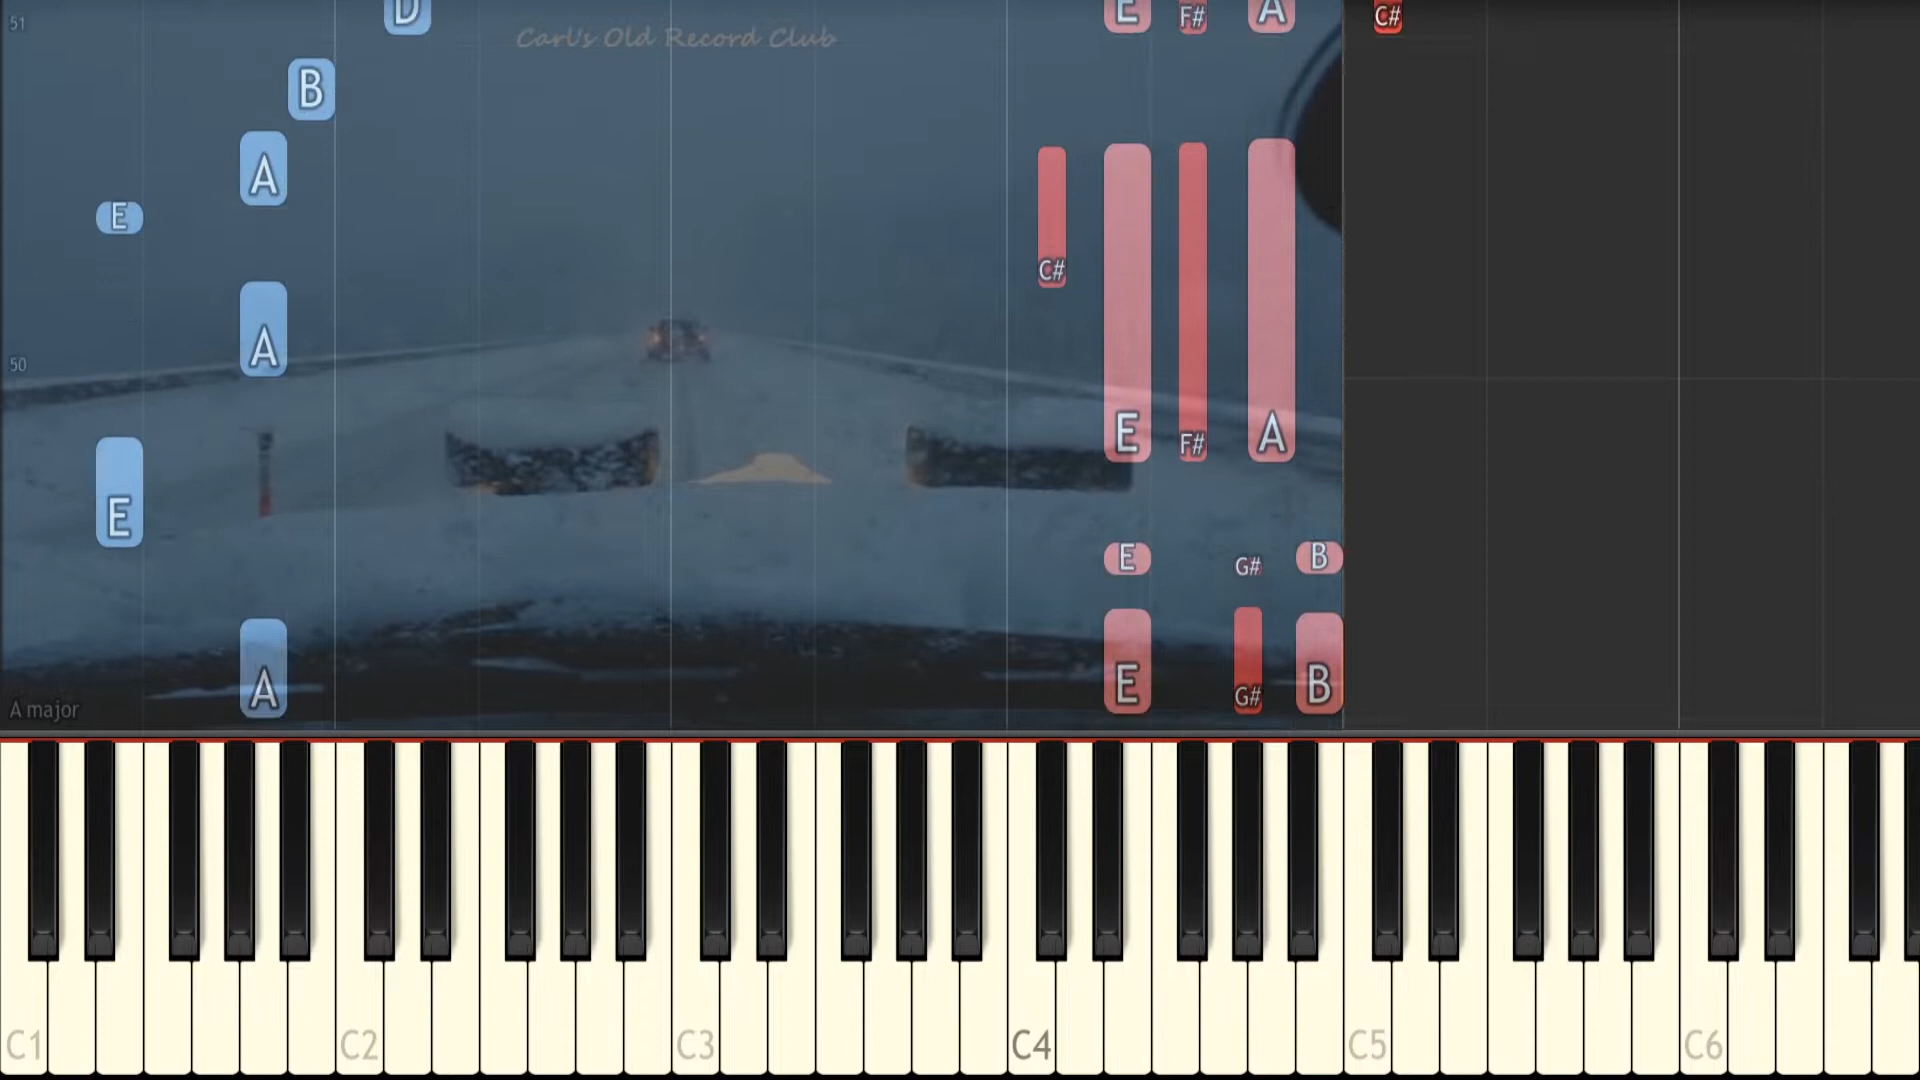 51
D
Carl's Old Record Club
E
F#
A
C#
B
A
E
C#
A
50
E
F#
A
E
E
G#
B
A
E
G#
B
A major
C1
C2
C3
C4
C5
C6